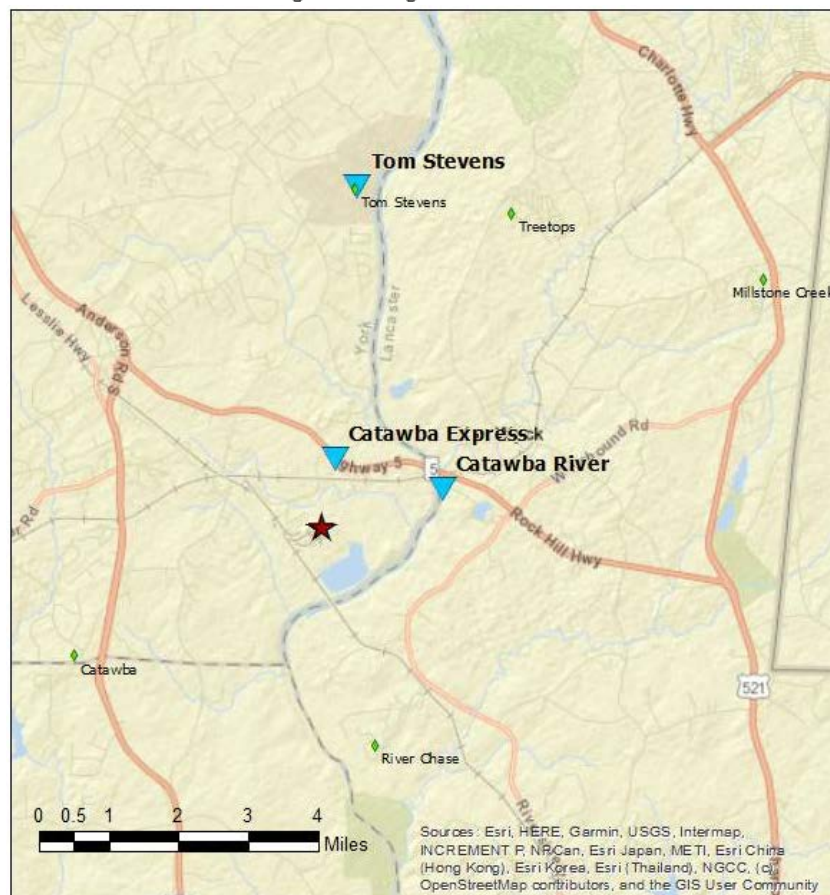 Charlotte Hwy
Tom Stevens
Tom Stevens
Treetops
Millstone Creek
Anderson Rd S
Lesslie Hwy
York
Lancaster
Catawba Express
Highway 5
5
Catawba River
Rock Hill Hwy
Rd
521
Catawba
River Chase
0 0.5 1 2 3 4
Miles
Sources: Esri, HERE, Garmin, USGS, Intermap,
INCREMENT P, NRCan, Esri Japan, METI, Esri China
(Hong Kong), Esri Korea, Esri (Thailand), NGCC, (c)
OpenStreetMap contributors, and the GIS User Community